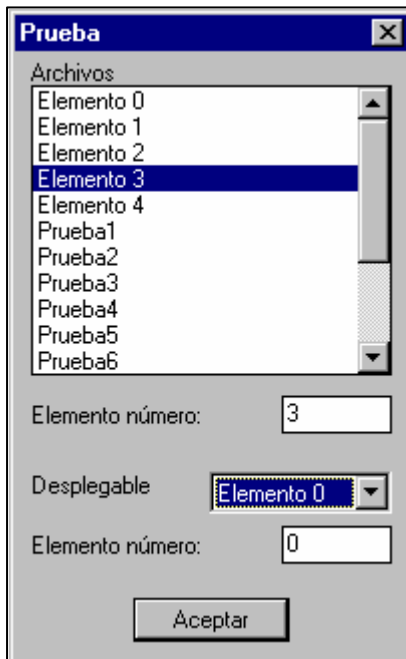 Prueba
Archivos
Elemento 0
Elemento 1
Elemento 2
Elemento 3
Elemento 4
Prueba1
Prueba2
Prueba3
Prueba4
Prueba5
Prueba6
Elemento número: 3
Desplegable Elemento 0
Elemento número: 0
Aceptar